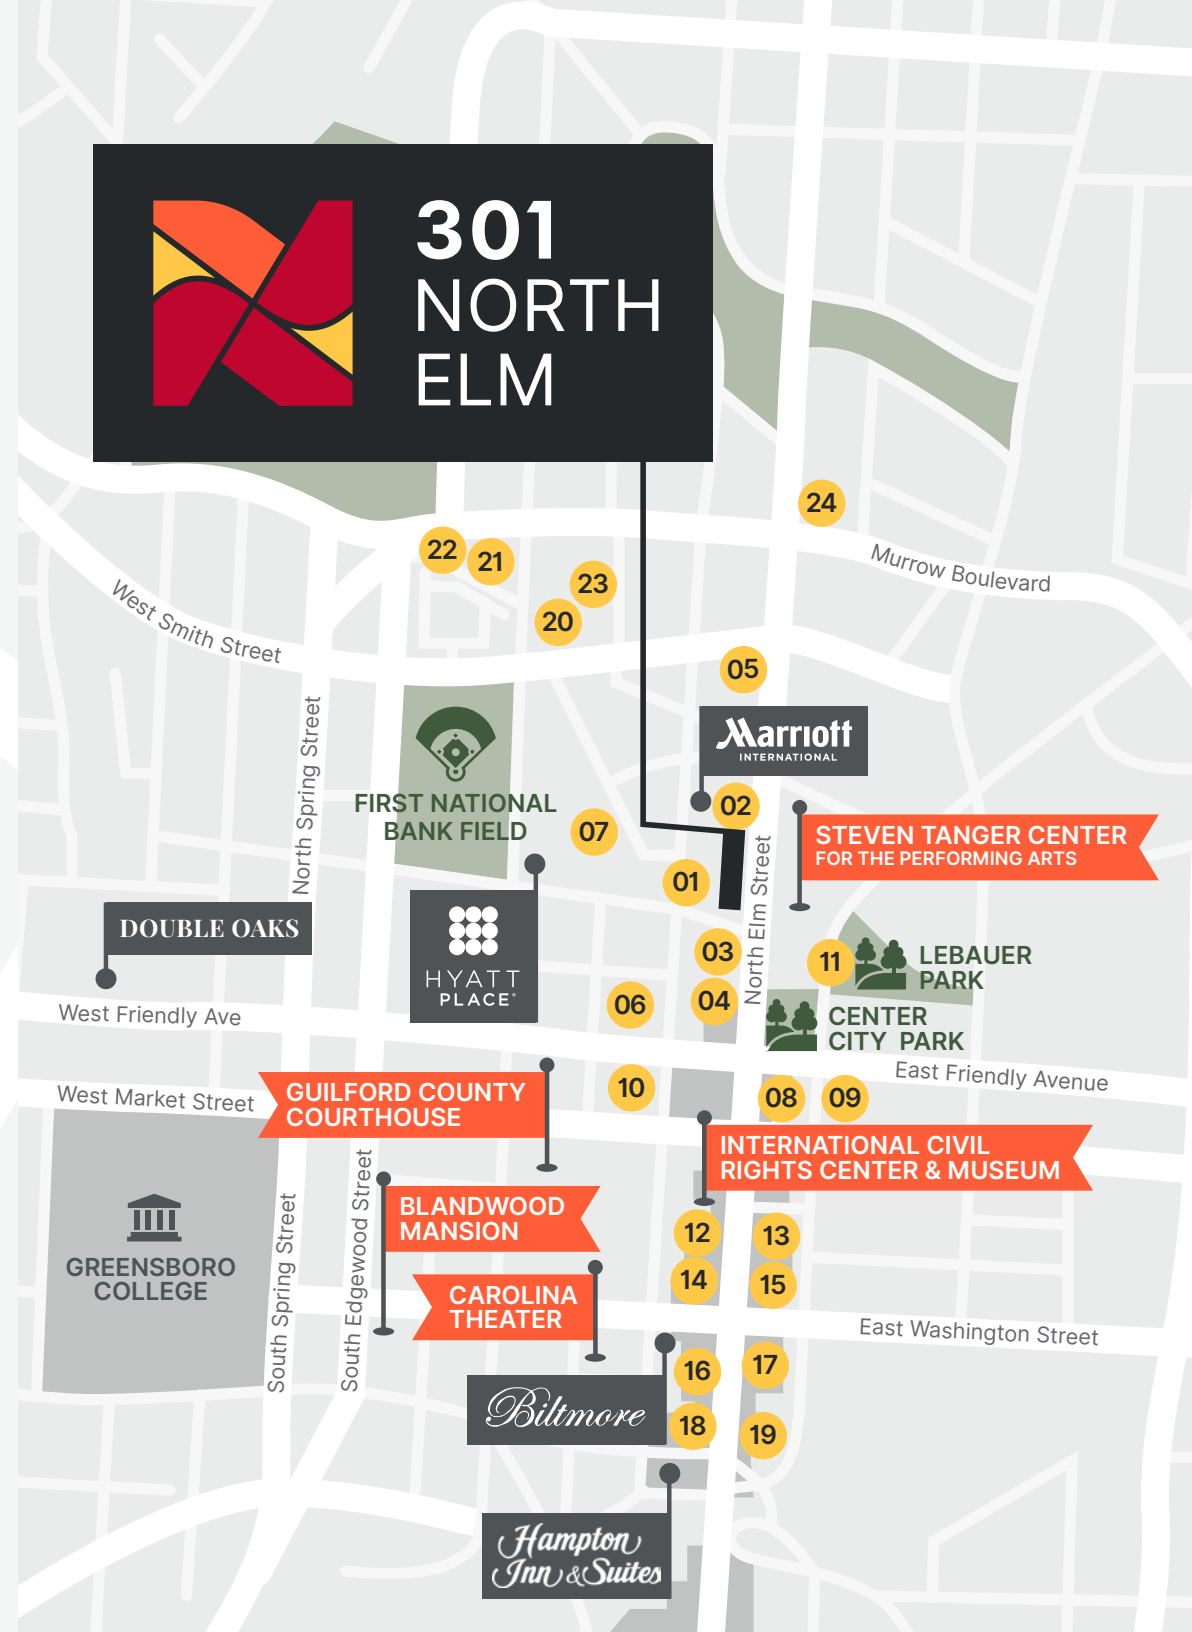 301
NORTH
ELM
24
22
21
23
20
Murrow Boulevard
West Smith Street
05
Marriott
INTERNATIONAL
North Spring Street
FIRST NATIONAL
BANK FIELD
07
02
STEVEN TANGER CENTER
FOR THE PERFORMING ARTS
01
North Elm Street
DOUBLE OAKS
HYATT
PLACE
03
11
LEBAUER
PARK
06
04
CENTER
CITY PARK
West Friendly Ave
East Friendly Avenue
West Market Street
GUILFORD COUNTY
COURTHOUSE
10
08
09
INTERNATIONAL CIVIL
RIGHTS CENTER & MUSEUM
BLANDWOOD
MANSION
12
13
GREENSBORO
COLLEGE
South Spring Street
South Edgewood Street
14
15
CAROLINA
THEATER
East Washington Street
16
17
Biltmore
18
19
Hampton
Inn & Suites